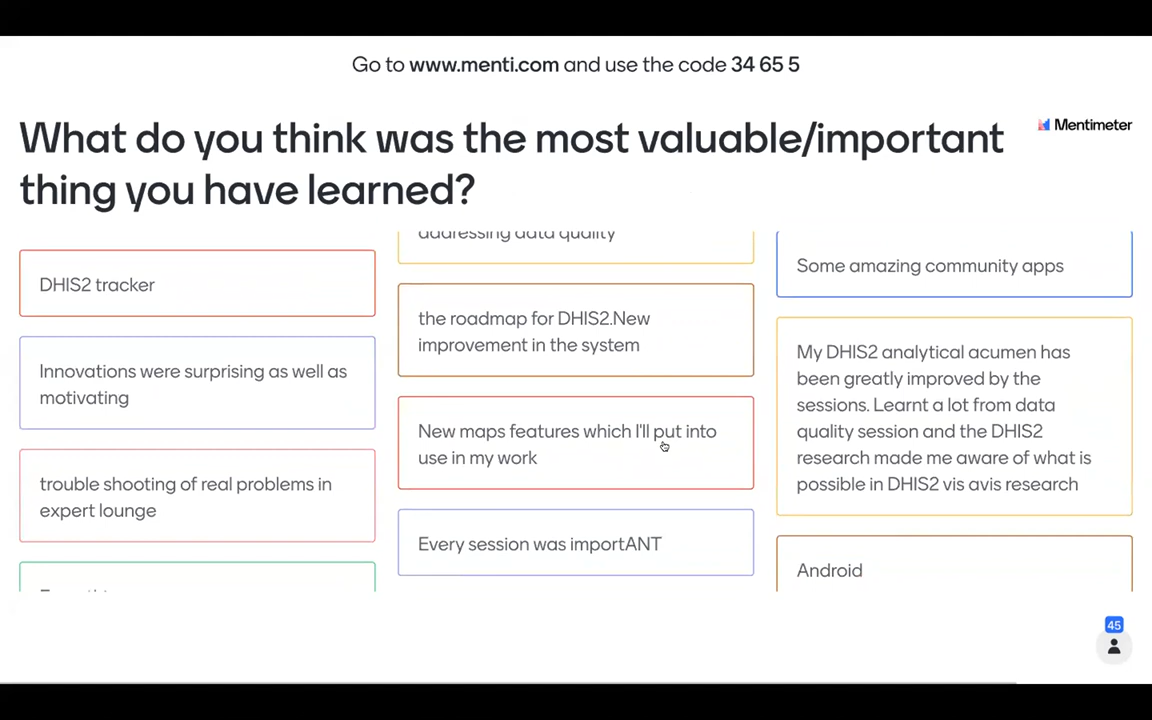 Go to www.menti.com and use the code 34 65 5
What do you think was the most valuable/important
thing you have learned?
Mentimeter
DHIS2 tracker
Innovations were surprising as well as
motivating
trouble shooting of real problems in
expert lounge
addressing data quality
the roadmap for DHIS2.New
improvement in the system
New maps features which I'll put into
use in my work
Every session was importANT
Some amazing community apps
My DHIS2 analytical acumen has
been greatly improved by the
sessions. Learnt a lot from data
quality session and the DHIS2
research made me aware of what is
possible in DHIS2 vis avis research
Android
45